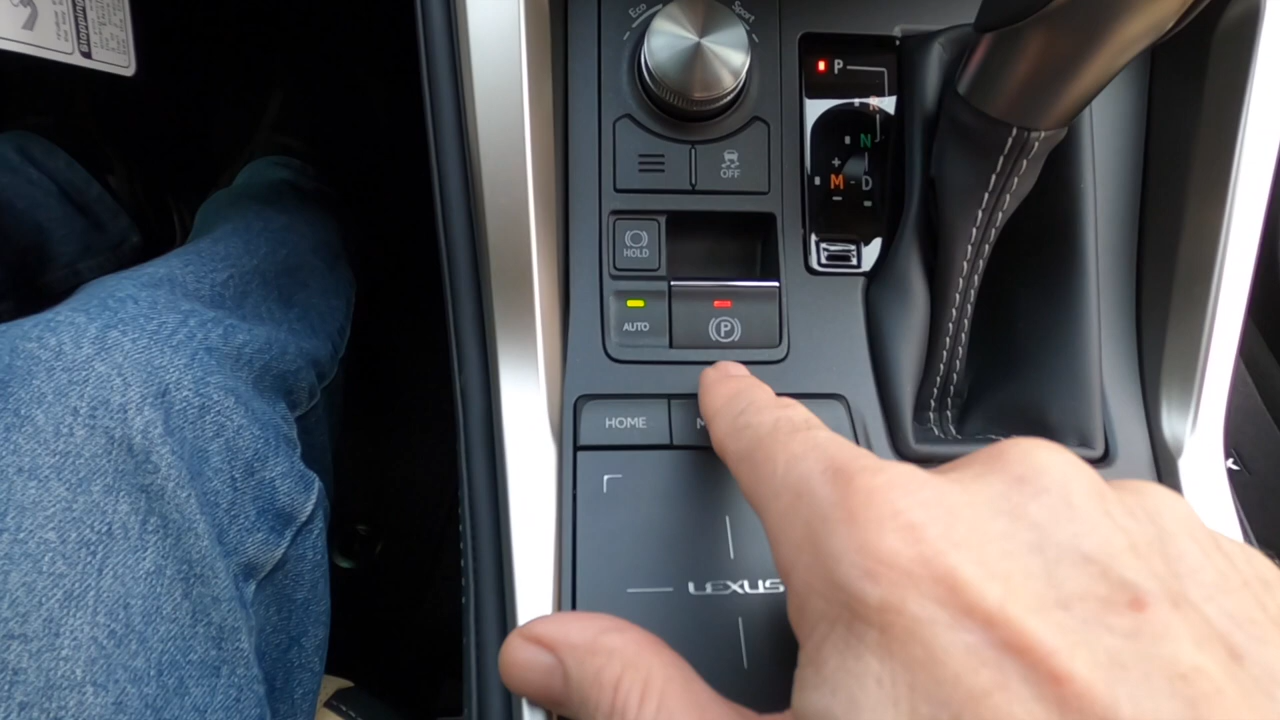 Eco
Sport
OFF
HOLD
AUTO
P
HOME
M
LEXUS
P
R
N
+
M - D
−